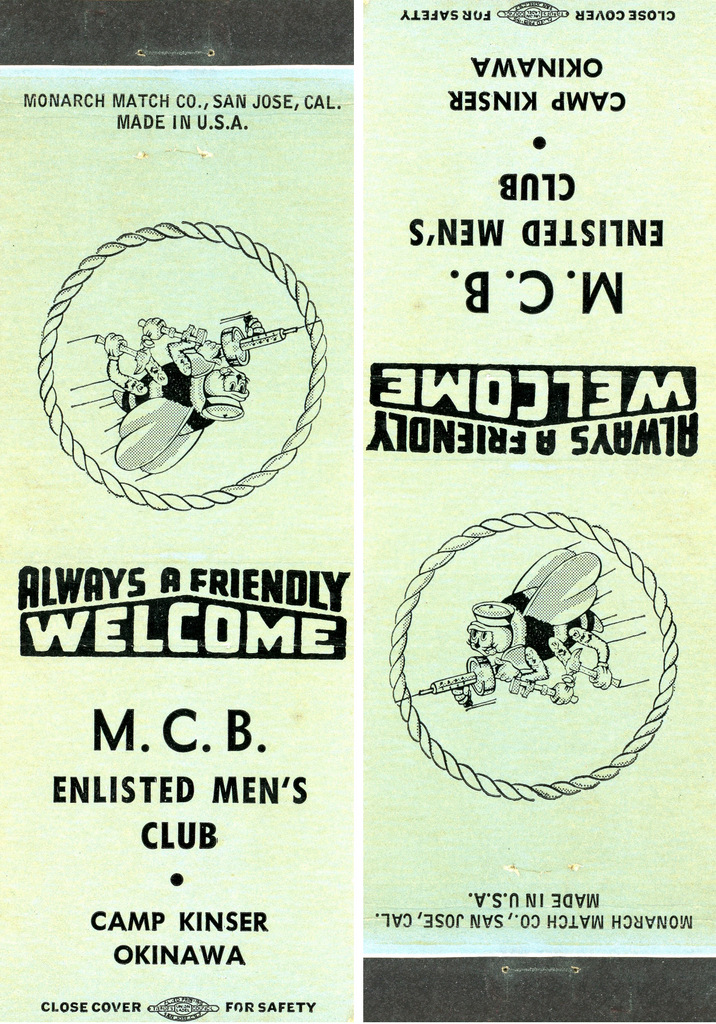 MONARCH MATCH CO., SAN JOSE, CAL.
MADE IN U.S.A.
ALWAYS A FRIENDLY
WELCOME
M. C. B.
ENLISTED MEN'S
CLUB
•
CAMP KINSER
OKINAWA
CLOSE COVER FOR SAFETY
CLOSE COVER FOR SAFETY
CAMP KINSER
OKINAWA
•
ENLISTED MEN'S
CLUB
M. C. B.
ALWAYS A FRIENDLY
WELCOME
MONARCH MATCH CO., SAN JOSE, CAL.
MADE IN U.S.A.